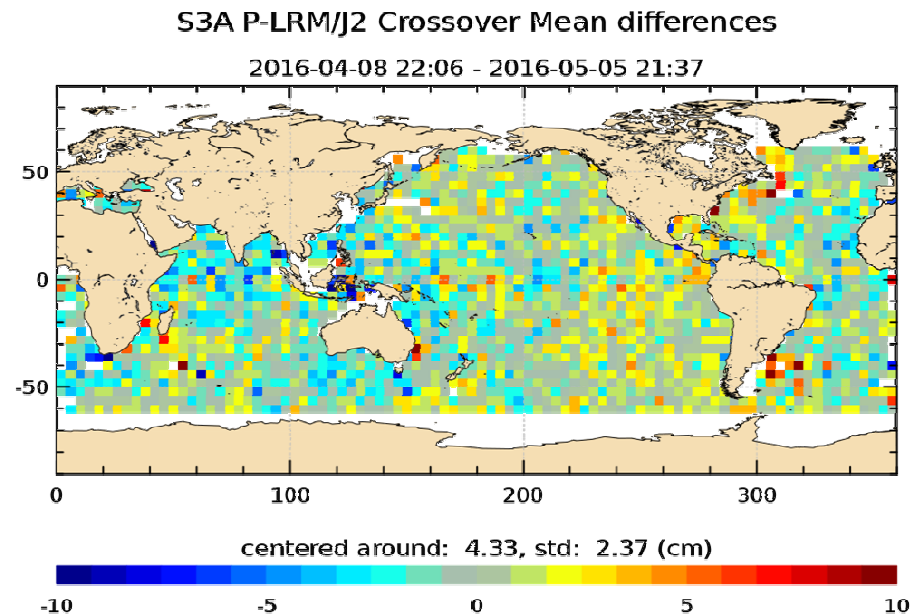 S3A P-LRM/J2 Crossover Mean differences
2016-04-08 22:06 - 2016-05-05 21:37
50
0
-50
0 100 200 300
centered around: 4.33, std: 2.37 (cm)
-10 -5 0 5 10